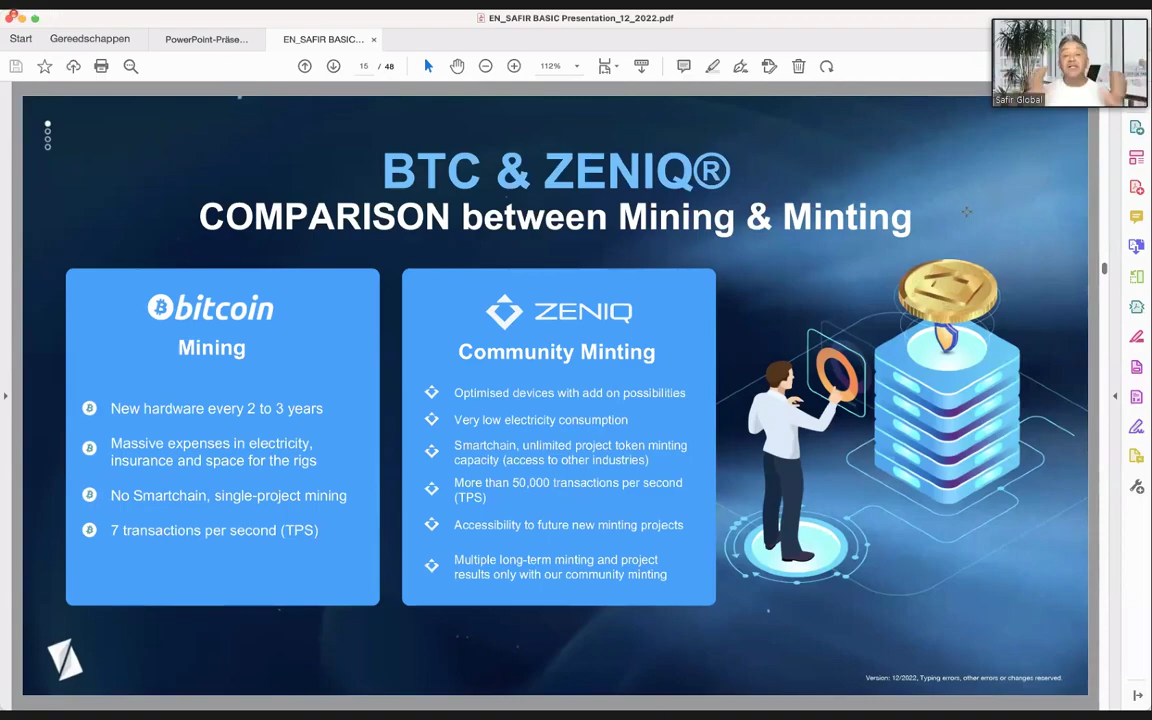 EN_SAFIR BASIC Presentation_12_2022.pdf
Start
Gereedschappen
PowerPoint-Präse...
EN_SAFIR BASIC...
15 / 48
112%
Safir Global
BTC & ZENIQ®
COMPARISON between Mining & Minting
bitcoin
Mining
New hardware every 2 to 3 years
Massive expenses in electricity,
insurance and space for the rigs
No Smartchain, single-project mining
7 transactions per second (TPS)
ZENIQ
Community Minting
Optimised devices with add on possibilities
Very low electricity consumption
Smartchain, unlimited project token minting
capacity (access to other industries)
More than 50,000 transactions per second
(TPS)
Accessibility to future new minting projects
Multiple long-term minting and project
results only with our community minting
Version: 12/2022, Typing errors, other errors or changes reserved.